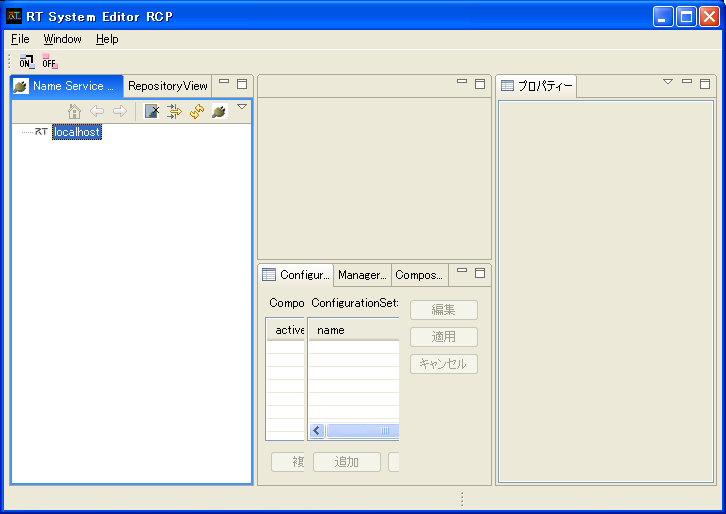 RT System Editor RCP
File Window Help
ON OFF
Name Service ... RepositoryView
プロパティー
RT localhost
Configur... Manager... Compos...
Compo ConfigurationSet
編集
active name
適用
キャンセル
複 追加